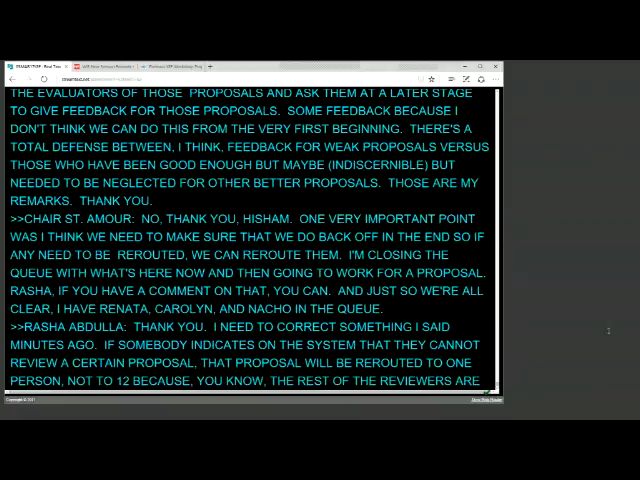 THE EVALUATORS OF THOSE PROPOSALS AND ASK THEM AT A LATER STAGE
TO GIVE FEEDBACK FOR THOSE PROPOSALS. SOME FEEDBACK BECAUSE I
DON'T THINK WE CAN DO THIS FROM THE VERY FIRST BEGINNING. THERE'S A
TOTAL DEFENSE BETWEEN, I THINK, FEEDBACK FOR WEAK PROPOSALS VERSUS
THOSE WHO HAVE BEEN GOOD ENOUGH BUT MAYBE (INDISCERNIBLE) BUT
NEEDED TO BE NEGLECTED FOR OTHER BETTER PROPOSALS. THOSE ARE MY
REMARKS. THANK YOU.
>>CHAIR ST. AMOUR: NO, THANK YOU, HISHAM. ONE VERY IMPORTANT POINT
WAS I THINK WE NEED TO MAKE SURE THAT WE DO BACK OFF IN THE END SO IF
ANY NEED TO BE REROUTED, WE CAN REROUTE THEM. I'M CLOSING THE
QUEUE WITH WHAT'S HERE NOW AND THEN GOING TO WORK FOR A PROPOSAL.
RASHA, IF YOU HAVE A COMMENT ON THAT, YOU CAN. AND JUST SO WE'RE ALL
CLEAR, I HAVE RENATA, CAROLYN, AND NACHO IN THE QUEUE.
>>RASHA ABDULLA: THANK YOU. I NEED TO CORRECT SOMETHING I SAID
MINUTES AGO. IF SOMEBODY INDICATES ON THE SYSTEM THAT THEY CANNOT
REVIEW A CERTAIN PROPOSAL, THAT PROPOSAL WILL BE REROUTED TO ONE
PERSON, NOT TO 12 BECAUSE, YOU KNOW, THE REST OF THE REVIEWERS ARE